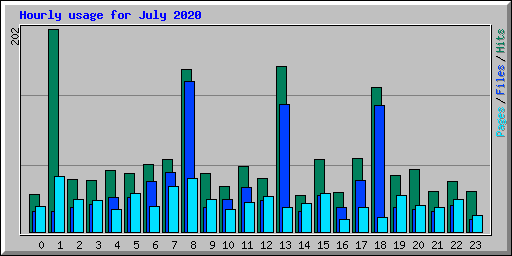 Hourly usage for July 2020
202
Pages / Files / Hits
0 1 2 3 4 5 6 7 8 9 10 11 12 13 14 15 16 17 18 19 20 21 22 23